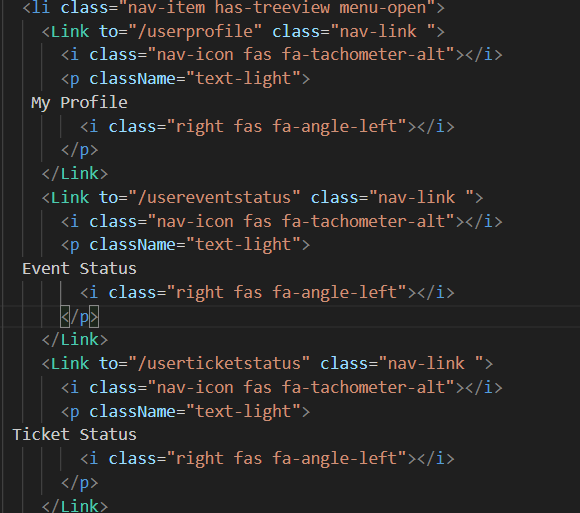 <li class="nav-item has-treeview menu-open">
<Link to="/userprofile" class="nav-link ">
<i class="nav-icon fas fa-tachometer-alt"></i>
<p className="text-light">
My Profile
<i class="right fas fa-angle-left"></i>
</p>
</Link>
<Link to="/usereventstatus" class="nav-link ">
<i class="nav-icon fas fa-tachometer-alt"></i>
<p className="text-light">
Event Status
<i class="right fas fa-angle-left"></i>
</p>
</Link>
<Link to="/userticketstatus" class="nav-link ">
<i class="nav-icon fas fa-tachometer-alt"></i>
<p className="text-light">
Ticket Status
<i class="right fas fa-angle-left"></i>
</p>
</Link>